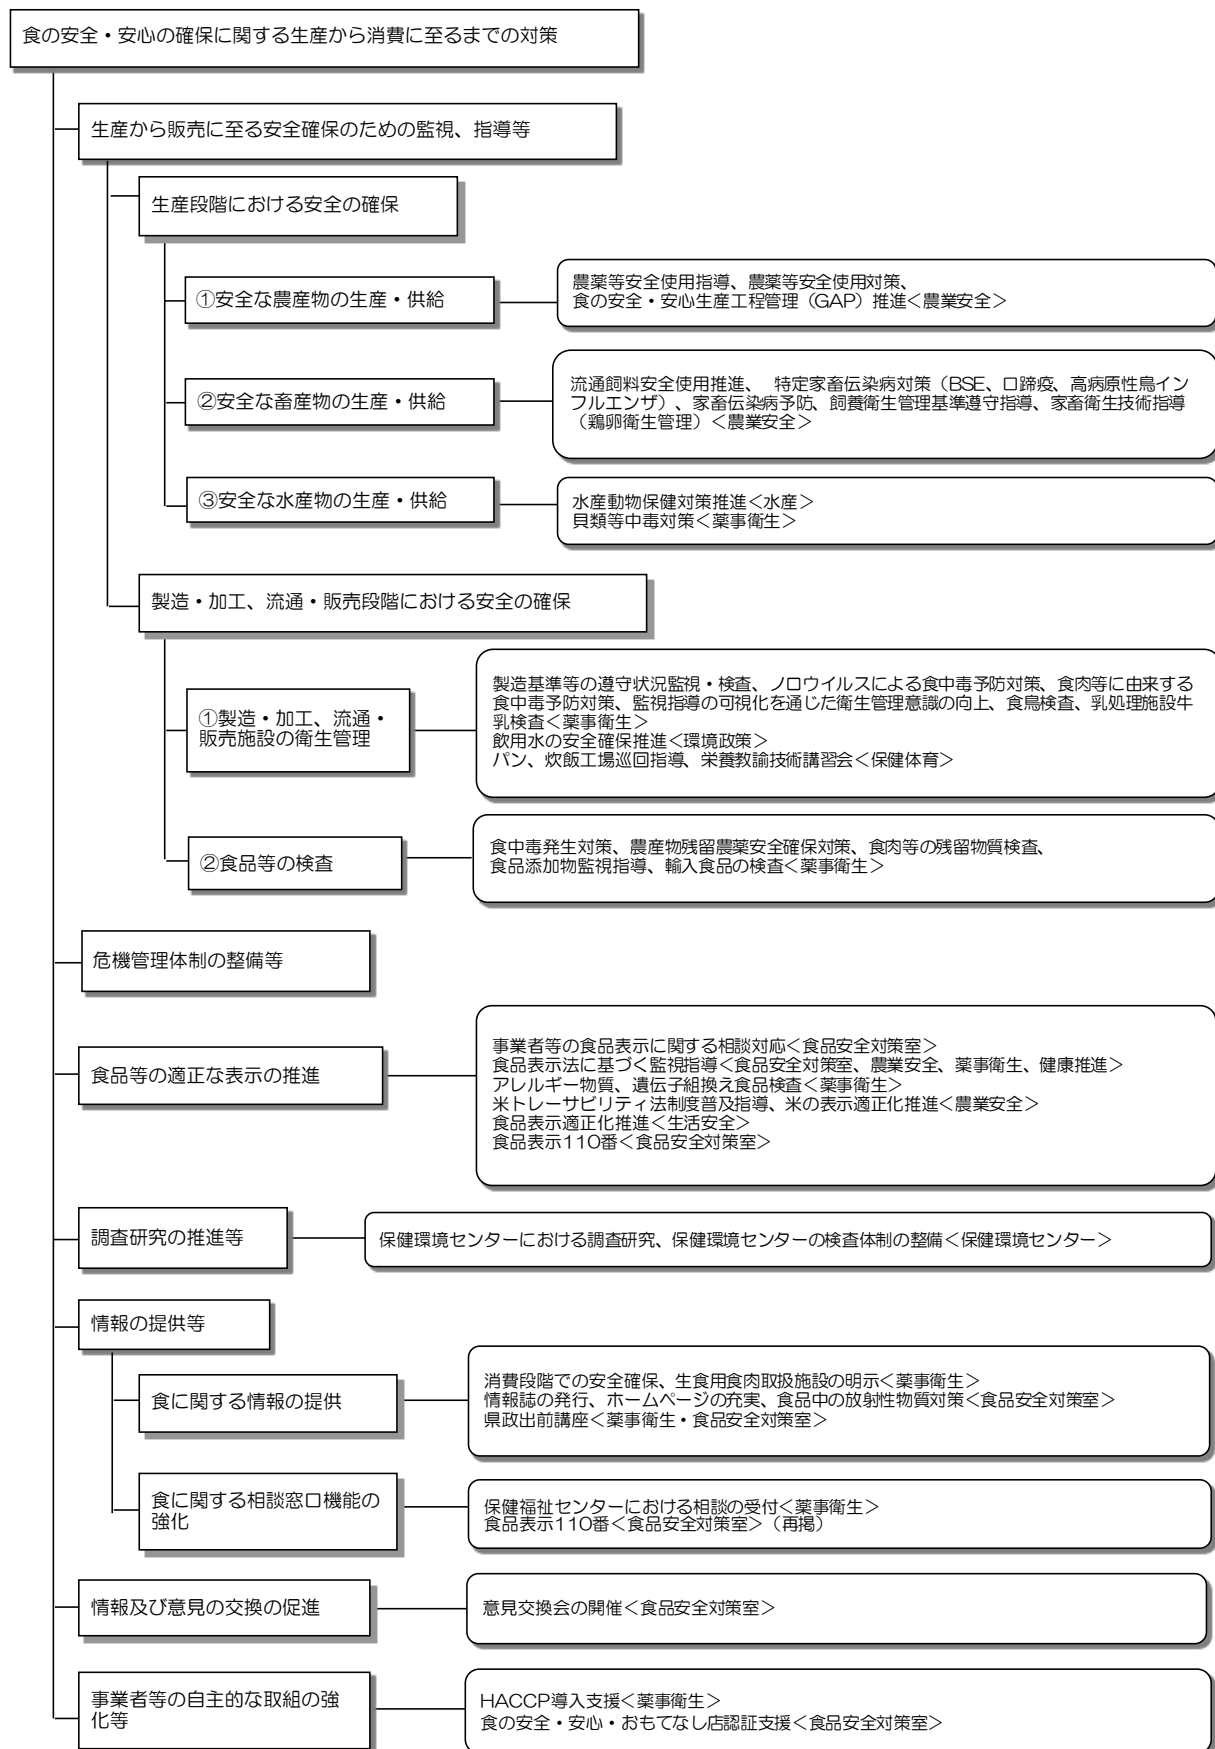 食の安全・安心の確保に関する生産から消費に至るまでの対策
生産から販売に至る安全確保のための監視、指導等
生産段階における安全の確保
①安全な農産物の生産・供給
農薬等安全使用指導、農薬等安全使用対策、
食の安全・安心生産工程管理（GAP）推進＜農業安全＞
②安全な畜産物の生産・供給
流通飼料安全使用推進、 特定家畜伝染病対策（BSE、口蹄疫、高病原性鳥イン
フルエンザ）、家畜伝染病予防、飼養衛生管理基準遵守指導、家畜衛生技術指導
（鶏卵衛生管理）＜農業安全＞
③安全な水産物の生産・供給
水産動物保健対策推進＜水産＞
貝類等中毒対策＜薬事衛生＞
製造・加工、流通・販売段階における安全の確保
①製造・加工、流通・
販売施設の衛生管理
製造基準等の遵守状況監視・検査、ノロウイルスによる食中毒予防対策、食肉等に由来する
食中毒予防対策、監視指導の可視化を通じた衛生管理意識の向上、食鳥検査、乳処理施設牛
乳検査＜薬事衛生＞
飲用水の安全確保推進＜環境政策＞
パン、炊飯工場巡回指導、栄養教諭技術講習会＜保健体育＞
②食品等の検査
食中毒発生対策、農産物残留農薬安全確保対策、食肉等の残留物質検査、
食品添加物監視指導、輸入食品の検査＜薬事衛生＞
危機管理体制の整備等
食品等の適正な表示の推進
事業者等の食品表示に関する相談対応＜食品安全対策室＞
食品表示法に基づく監視指導＜食品安全対策室、農業安全、薬事衛生、健康推進＞
アレルギー物質、遺伝子組換え食品検査＜薬事衛生＞
米トレーサビリティ法制度普及指導、米の表示適正化推進＜農業安全＞
食品表示適正化推進＜生活安全＞
食品表示110番＜食品安全対策室＞
調査研究の推進等
保健環境センターにおける調査研究、保健環境センターの検査体制の整備＜保健環境センター＞
情報の提供等
食に関する情報の提供
消費段階での安全確保、生食用食肉取扱施設の明示＜薬事衛生＞
情報誌の発行、ホームページの充実、食品中の放射性物質対策＜食品安全対策室＞
県政出前講座＜薬事衛生・食品安全対策室＞
食に関する相談窓口機能の
強化
保健福祉センターにおける相談の受付＜薬事衛生＞
食品表示110番＜食品安全対策室＞（再掲）
情報及び意見の交換の促進
意見交換会の開催＜食品安全対策室＞
事業者等の自主的な取組の強
化等
HACCP導入支援＜薬事衛生＞
食の安全・安心・おもてなし店認証支援＜食品安全対策室＞